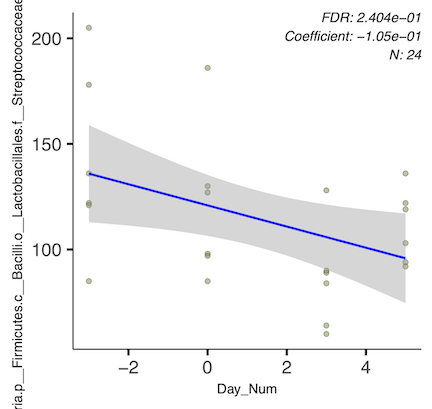 FDR: 2.404e−01
Coefficient: −1.05e−01
N: 24
ria.p__Firmicutes.c__Bacilli.o__Lactobacillales.f__Streptococcaceae
200
150
100
−2 0 2 4
Day_Num